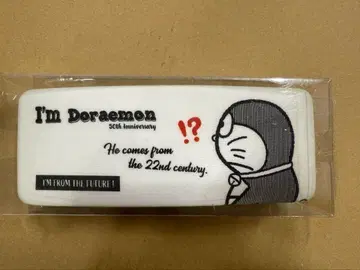 I'm Doraemon
50th Anniversary
!?
He comes from
the 22nd century.
I'M FROM THE FUTURE !